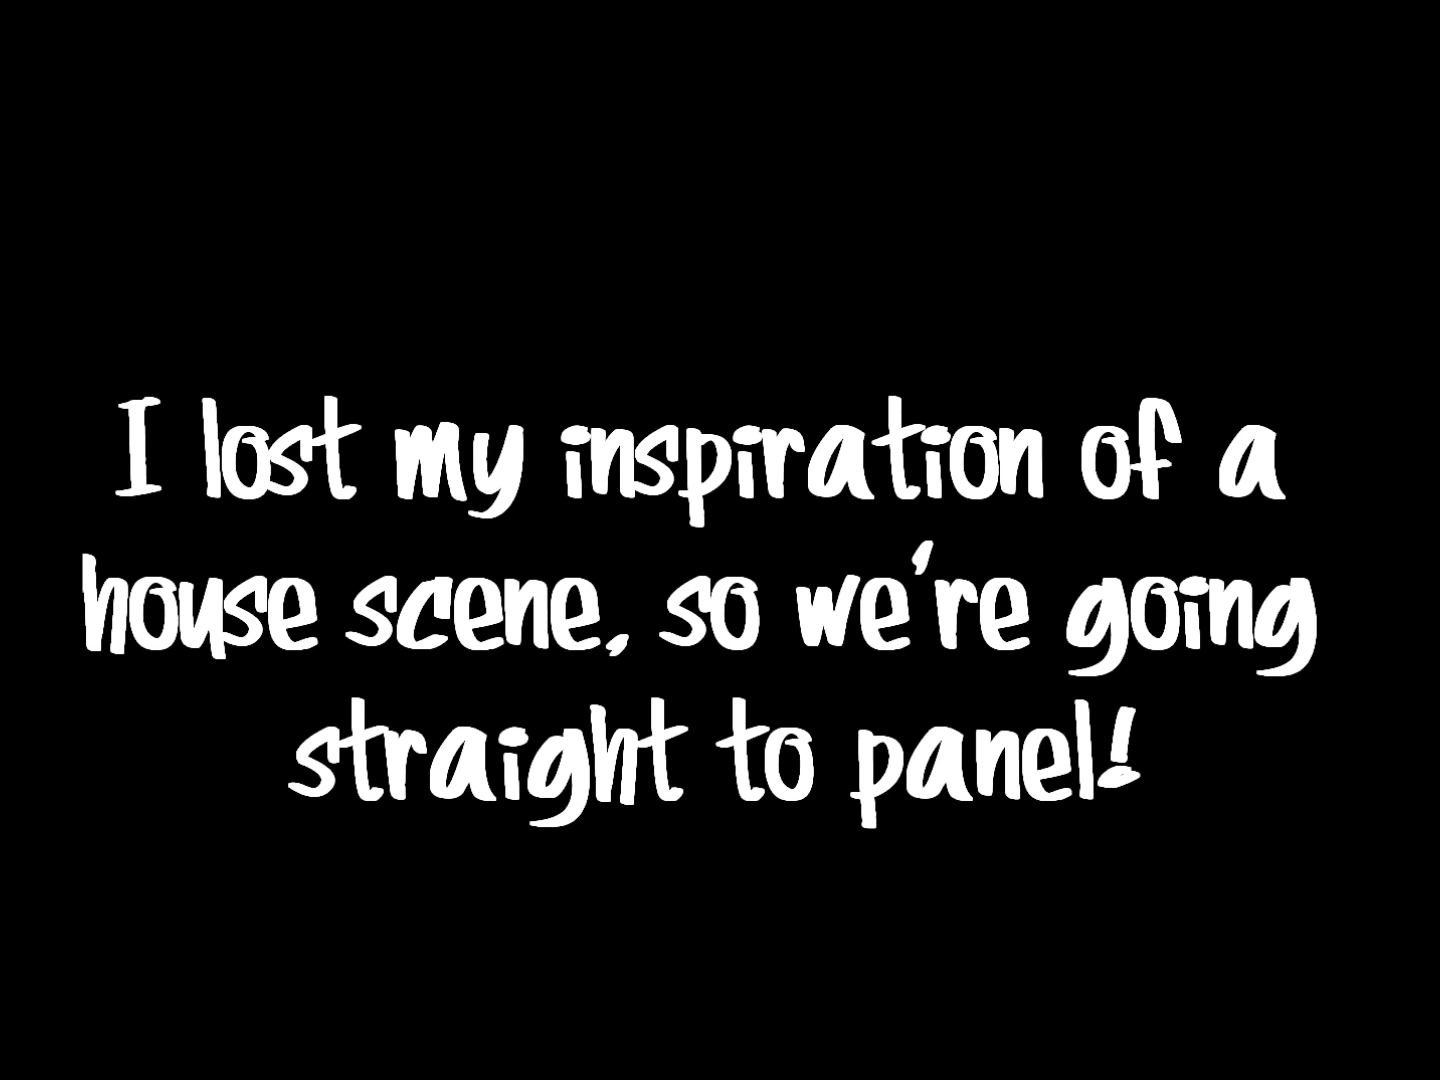 I lost my inspiration of a
house scene, so we're going
straight to panel!